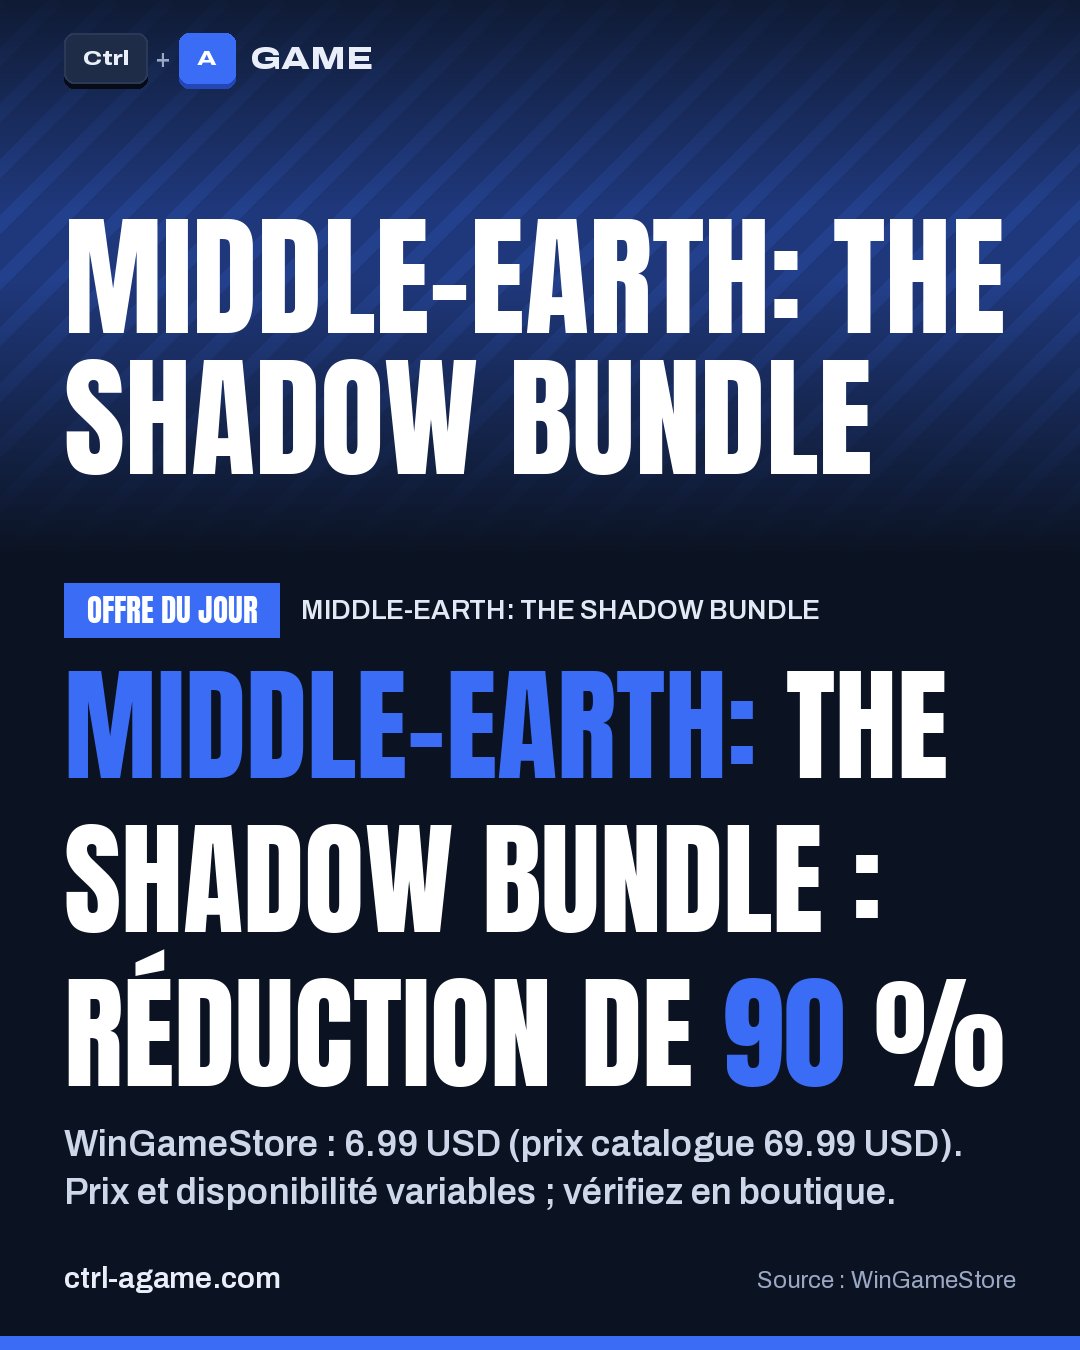 Ctrl + A GAME
MIDDLE-EARTH: THE
SHADOW BUNDLE
OFFRE DU JOUR MIDDLE-EARTH: THE SHADOW BUNDLE
MIDDLE-EARTH: THE
SHADOW BUNDLE :
RÉDUCTION DE 90 %
WinGameStore : 6.99 USD (prix catalogue 69.99 USD).
Prix et disponibilité variables ; vérifiez en boutique.
ctrl-agame.com Source : WinGameStore